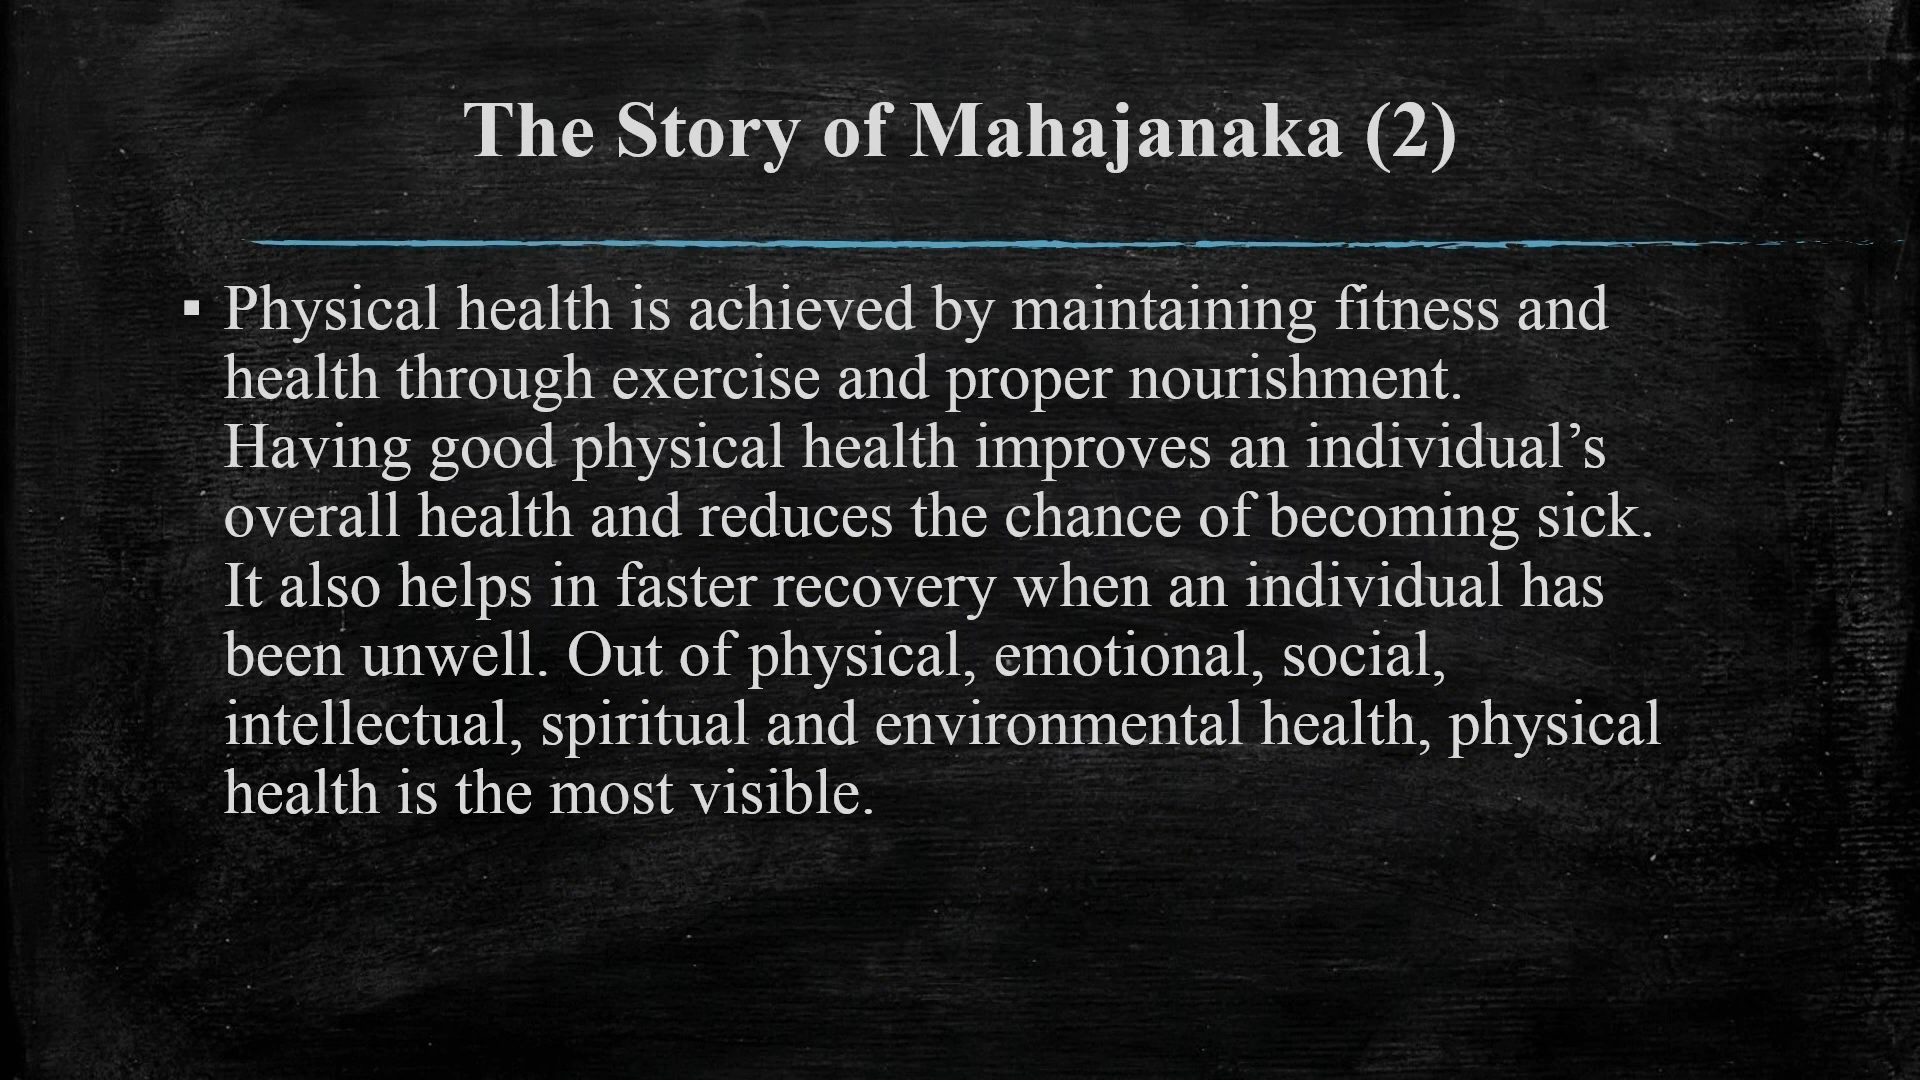 The Story of Mahajanaka (2)
▪ Physical health is achieved by maintaining fitness and
health through exercise and proper nourishment.
Having good physical health improves an individual’s
overall health and reduces the chance of becoming sick.
It also helps in faster recovery when an individual has
been unwell. Out of physical, emotional, social,
intellectual, spiritual and environmental health, physical
health is the most visible.